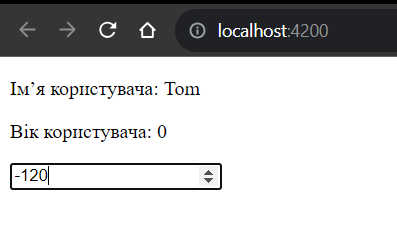 localhost:4200
Ім’я користувача: Tom
Вік користувача: 0
-120